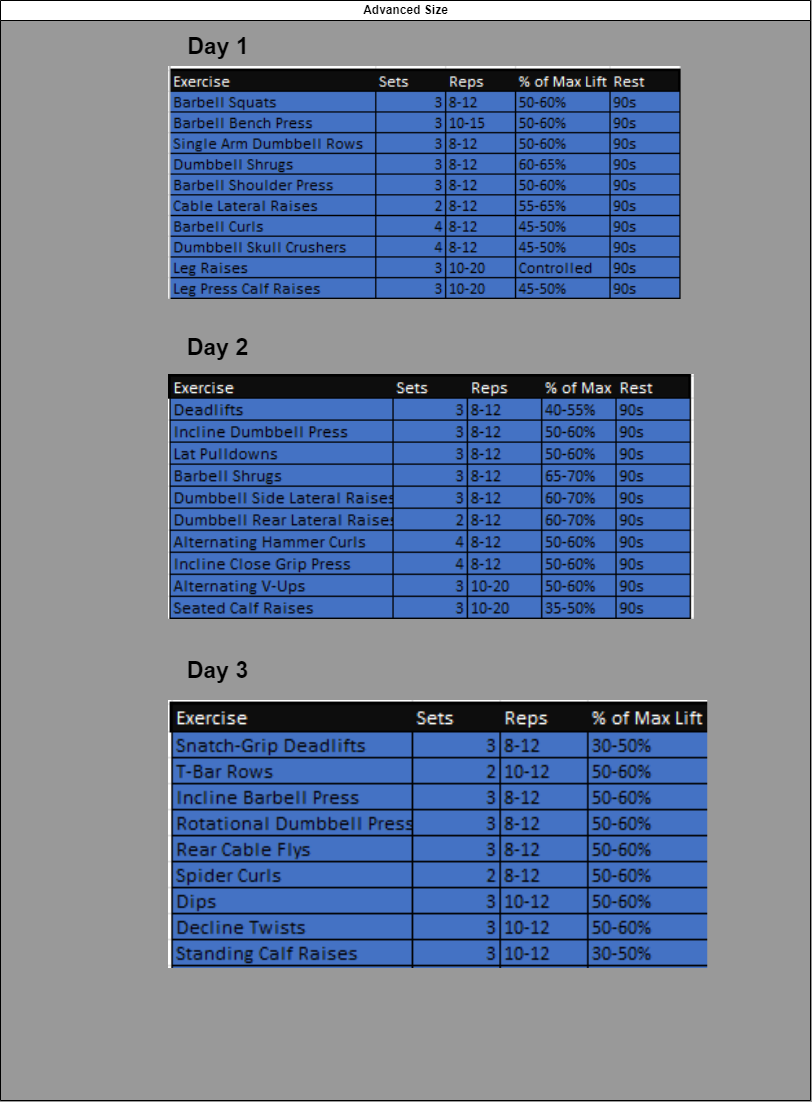 Advanced Size
Day 1
Exercise Sets Reps % of Max Lift Rest
Barbell Squats 3 8-12 50-60% 90s
Barbell Bench Press 3 10-15 50-60% 90s
Single Arm Dumbbell Rows 3 8-12 50-60% 90s
Dumbbell Shrugs 3 8-12 60-65% 90s
Barbell Shoulder Press 3 8-12 50-60% 90s
Cable Lateral Raises 2 8-12 55-65% 90s
Barbell Curls 4 8-12 45-50% 90s
Dumbbell Skull Crushers 4 8-12 45-50% 90s
Leg Raises 3 10-20 Controlled 90s
Leg Press Calf Raises 3 10-20 45-50% 90s
Day 2
Exercise Sets Reps % of Max Rest
Deadlifts 3 8-12 40-55% 90s
Incline Dumbbell Press 3 8-12 50-60% 90s
Lat Pulldowns 3 8-12 50-60% 90s
Barbell Shrugs 3 8-12 65-70% 90s
Dumbbell Side Lateral Raises 3 8-12 60-70% 90s
Dumbbell Rear Lateral Raises 2 8-12 60-70% 90s
Alternating Hammer Curls 4 8-12 50-60% 90s
Incline Close Grip Press 4 8-12 50-60% 90s
Alternating V-Ups 3 10-20 50-60% 90s
Seated Calf Raises 3 10-20 35-50% 90s
Day 3
Exercise Sets Reps % of Max Lift
Snatch-Grip Deadlifts 3 8-12 30-50%
T-Bar Rows 2 10-12 50-60%
Incline Barbell Press 3 8-12 50-60%
Rotational Dumbbell Press 3 8-12 50-60%
Rear Cable Flys 3 8-12 50-60%
Spider Curls 2 8-12 50-60%
Dips 3 10-12 50-60%
Decline Twists 3 10-12 50-60%
Standing Calf Raises 3 10-12 30-50%